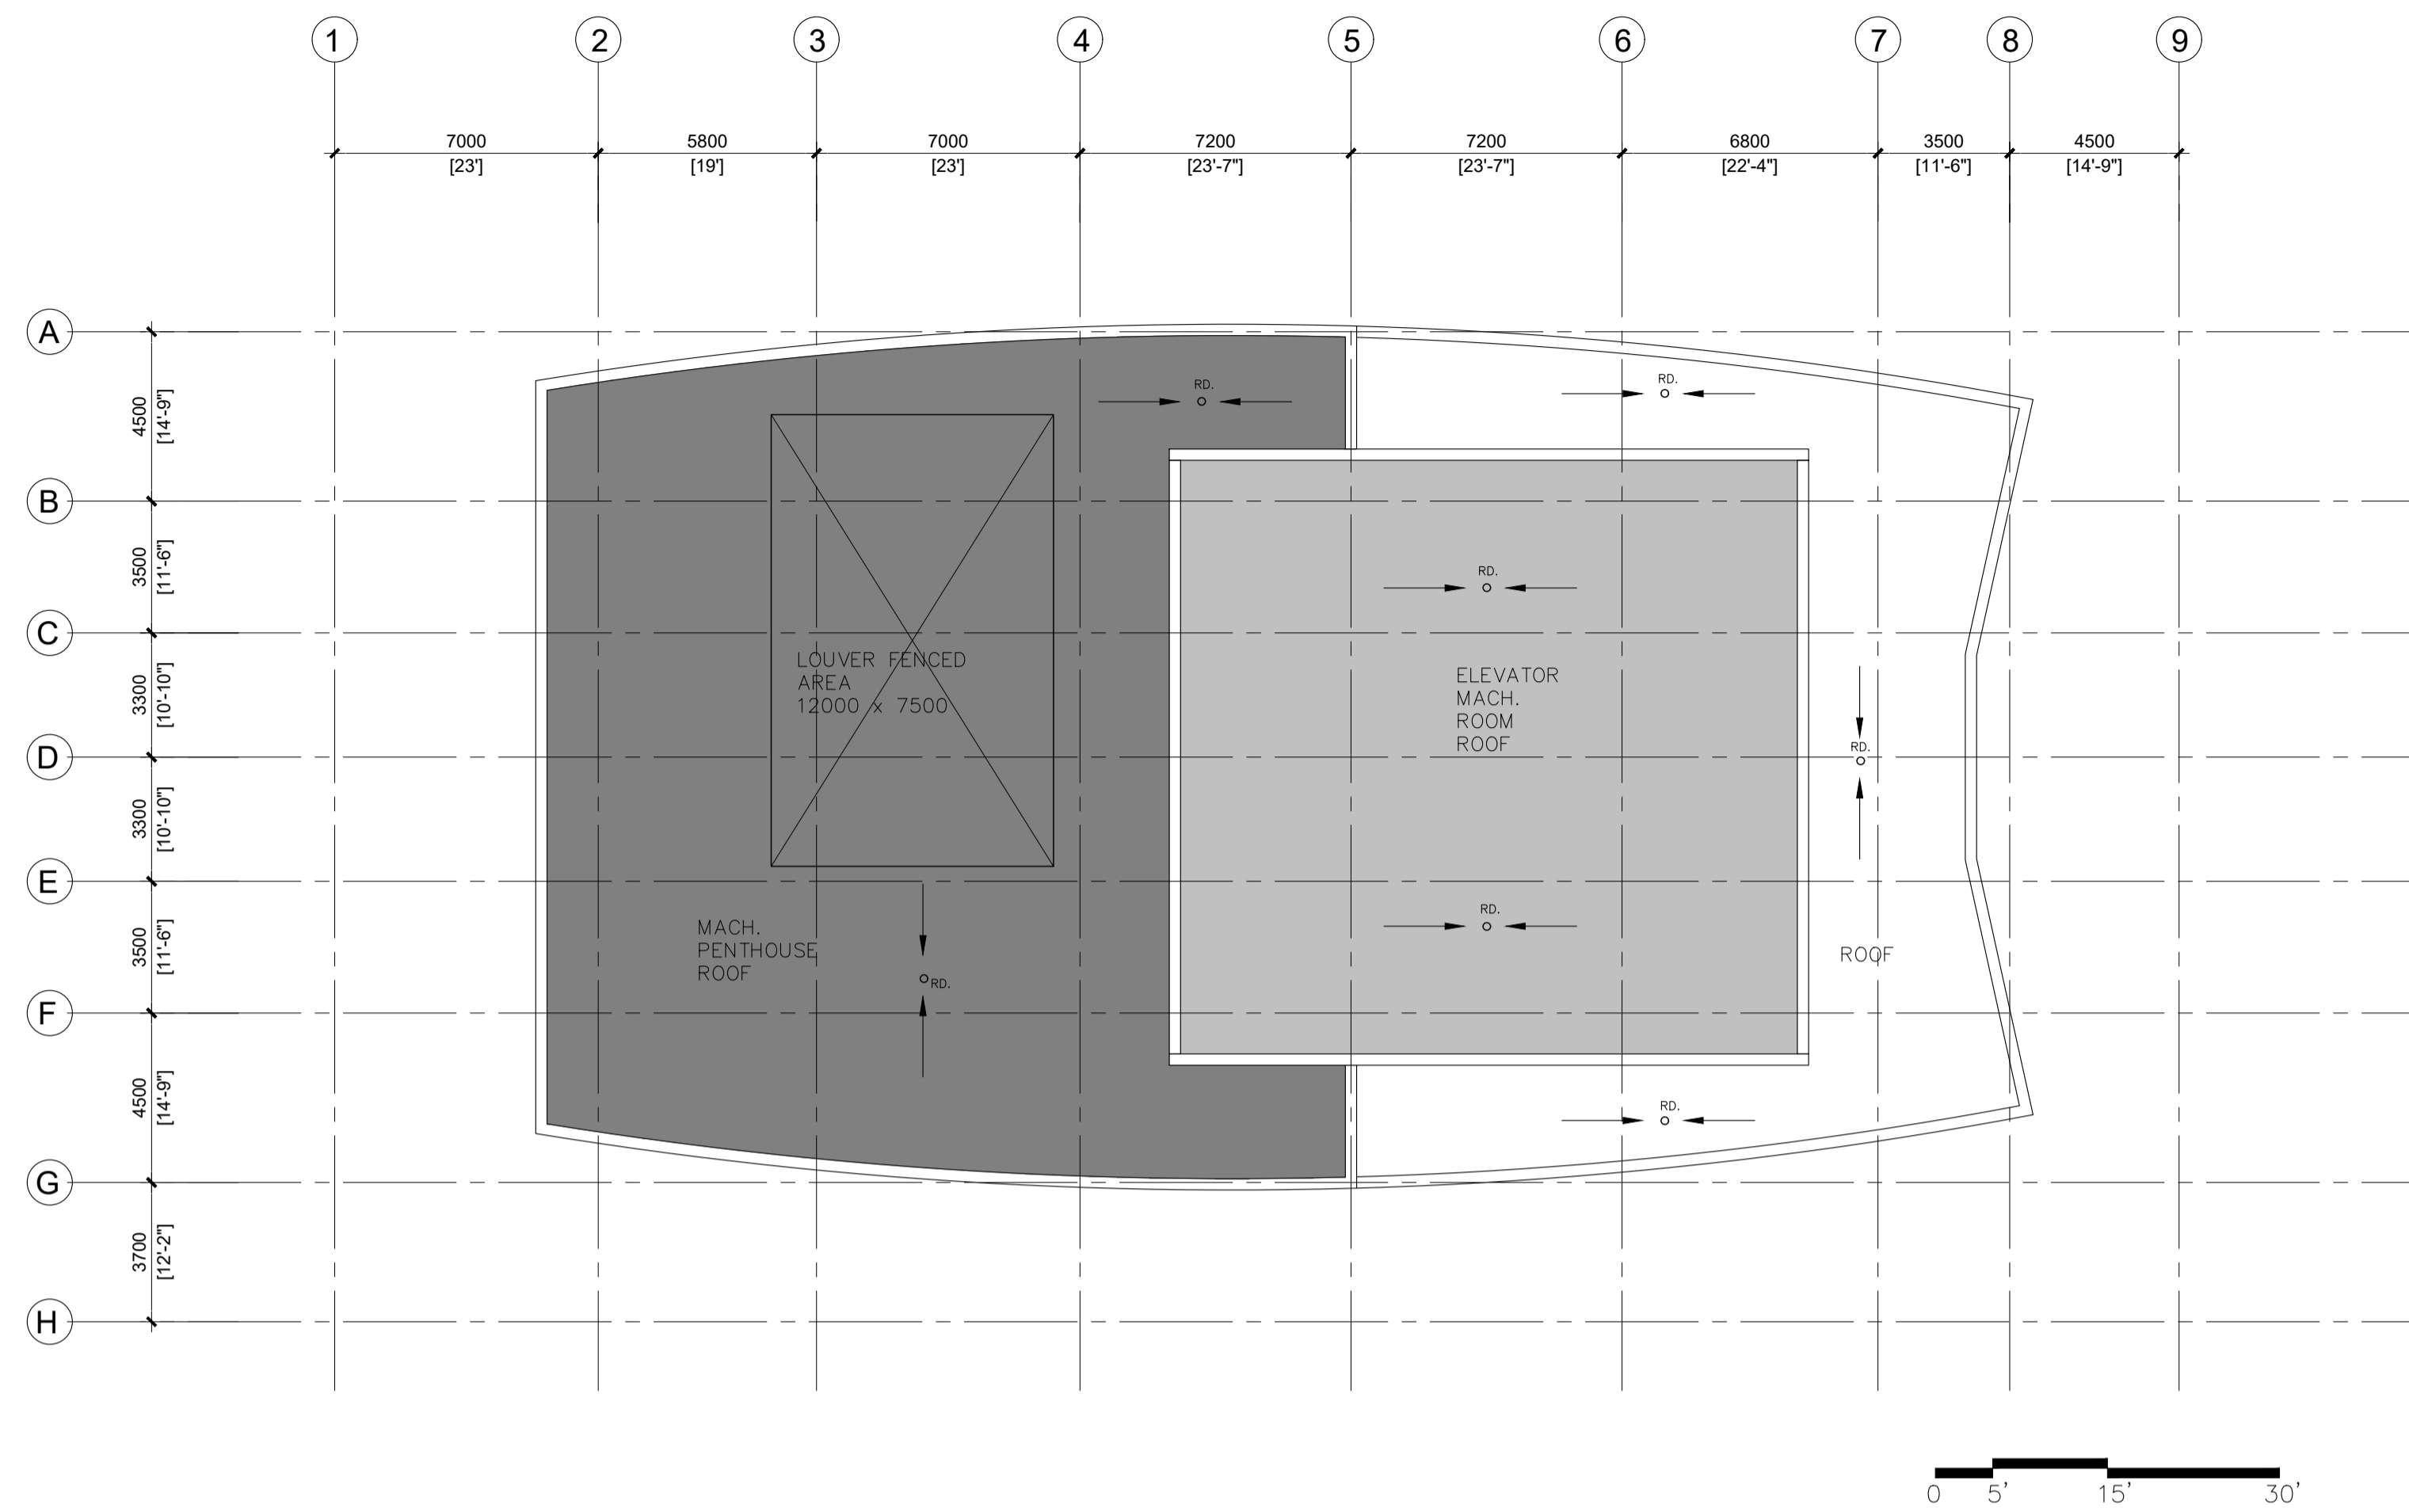 1 2 3 4 5 6 7 8 9
7000 5800 7000 7200 7200 6800 3500 4500
[23'] [19'] [23'] [23'-7"] [23'-7"] [22'-4"] [11'-6"] [14'-9"]
A
4500
[14'-9"]
RD.
RD.
B
3500
[11'-6"]
RD.
C
LOUVER FENCED
AREA
12000 x 7500
ELEVATOR
MACH.
ROOM
ROOF
3300
[10'-10"]
RD.
D
3300
[10'-10"]
E
RD.
MACH.
PENTHOUSE
ROOF
3500
[11'-6"]
ROOF
RD.
F
4500
[14'-9"]
RD.
G
3700
[12'-2"]
H
0 5' 15' 30'